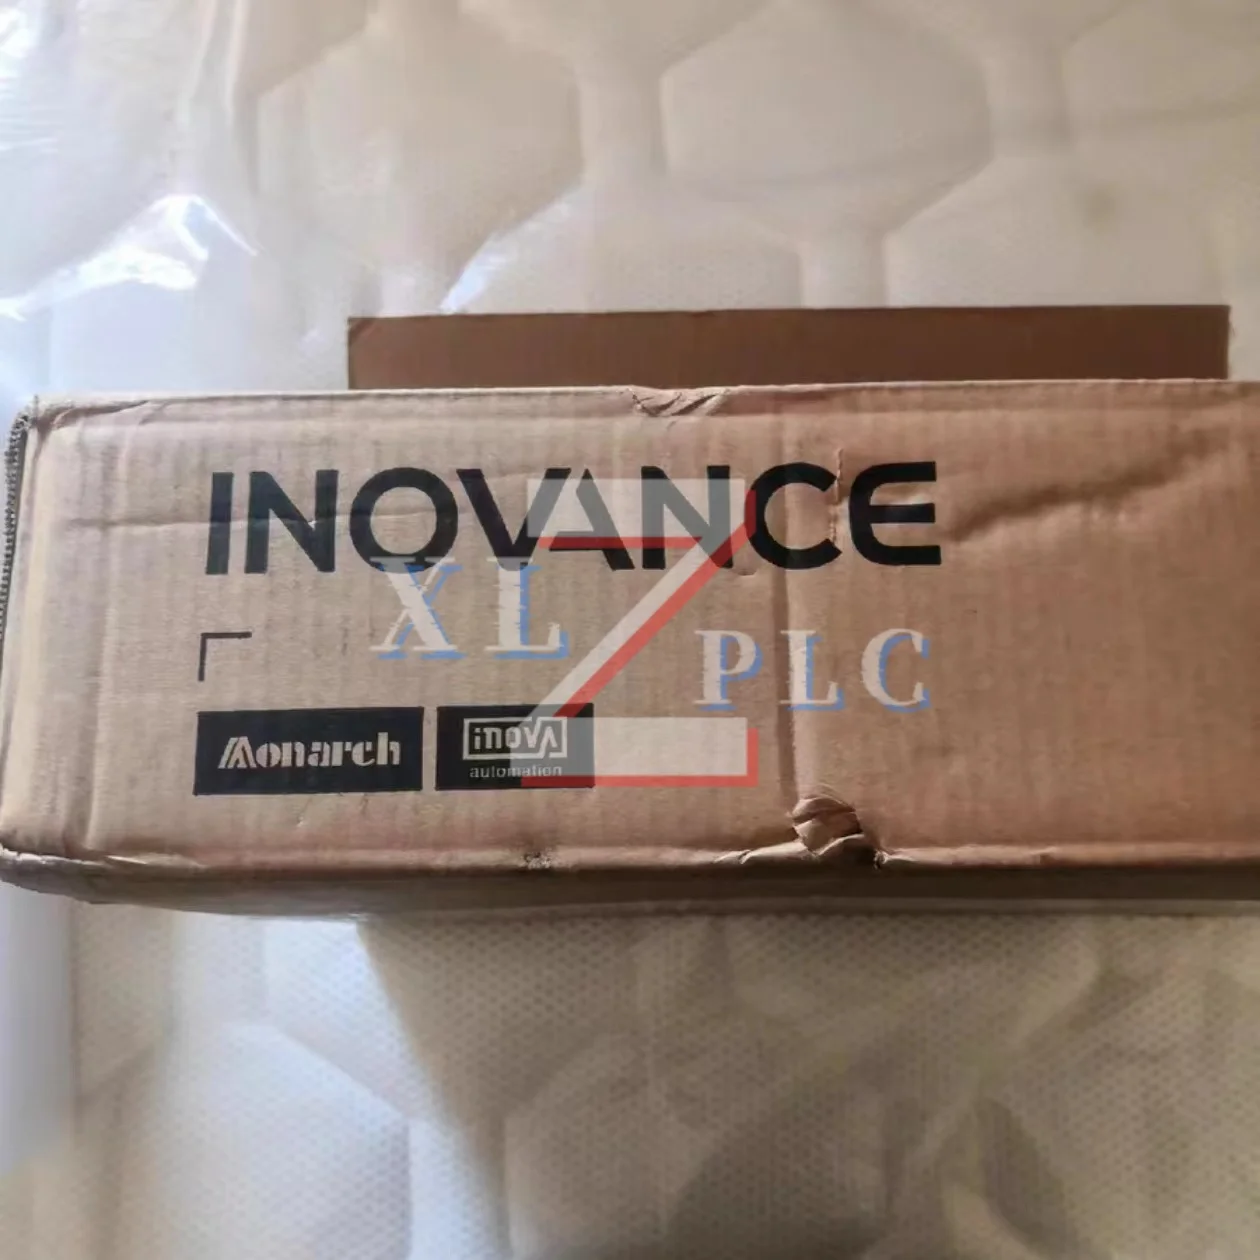 INOVANCE
XL Z PLC
Monarch
inovA
automation